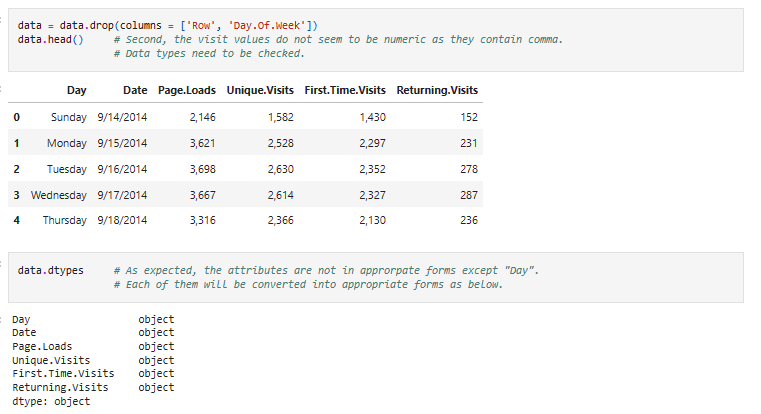 data = data.drop(columns = ['Row', 'Day.Of.Week'])
data.head()     # Second, the visit values do not seem to be numeric as they contain comma.
# Data types need to be checked.
Day Date Page.Loads Unique.Visits First.Time.Visits Returning.Visits
0 Sunday 9/14/2014 2,146 1,582 1,430 152
1 Monday 9/15/2014 3,621 2,528 2,297 231
2 Tuesday 9/16/2014 3,698 2,630 2,352 278
3 Wednesday 9/17/2014 3,667 2,614 2,327 287
4 Thursday 9/18/2014 3,316 2,366 2,130 236
data.dtypes     # As expected, the attributes are not in approrpate forms except "Day".
# Each of them will be converted into appropriate forms as below.
Day object
Date object
Page.Loads object
Unique.Visits object
First.Time.Visits object
Returning.Visits object
dtype: object